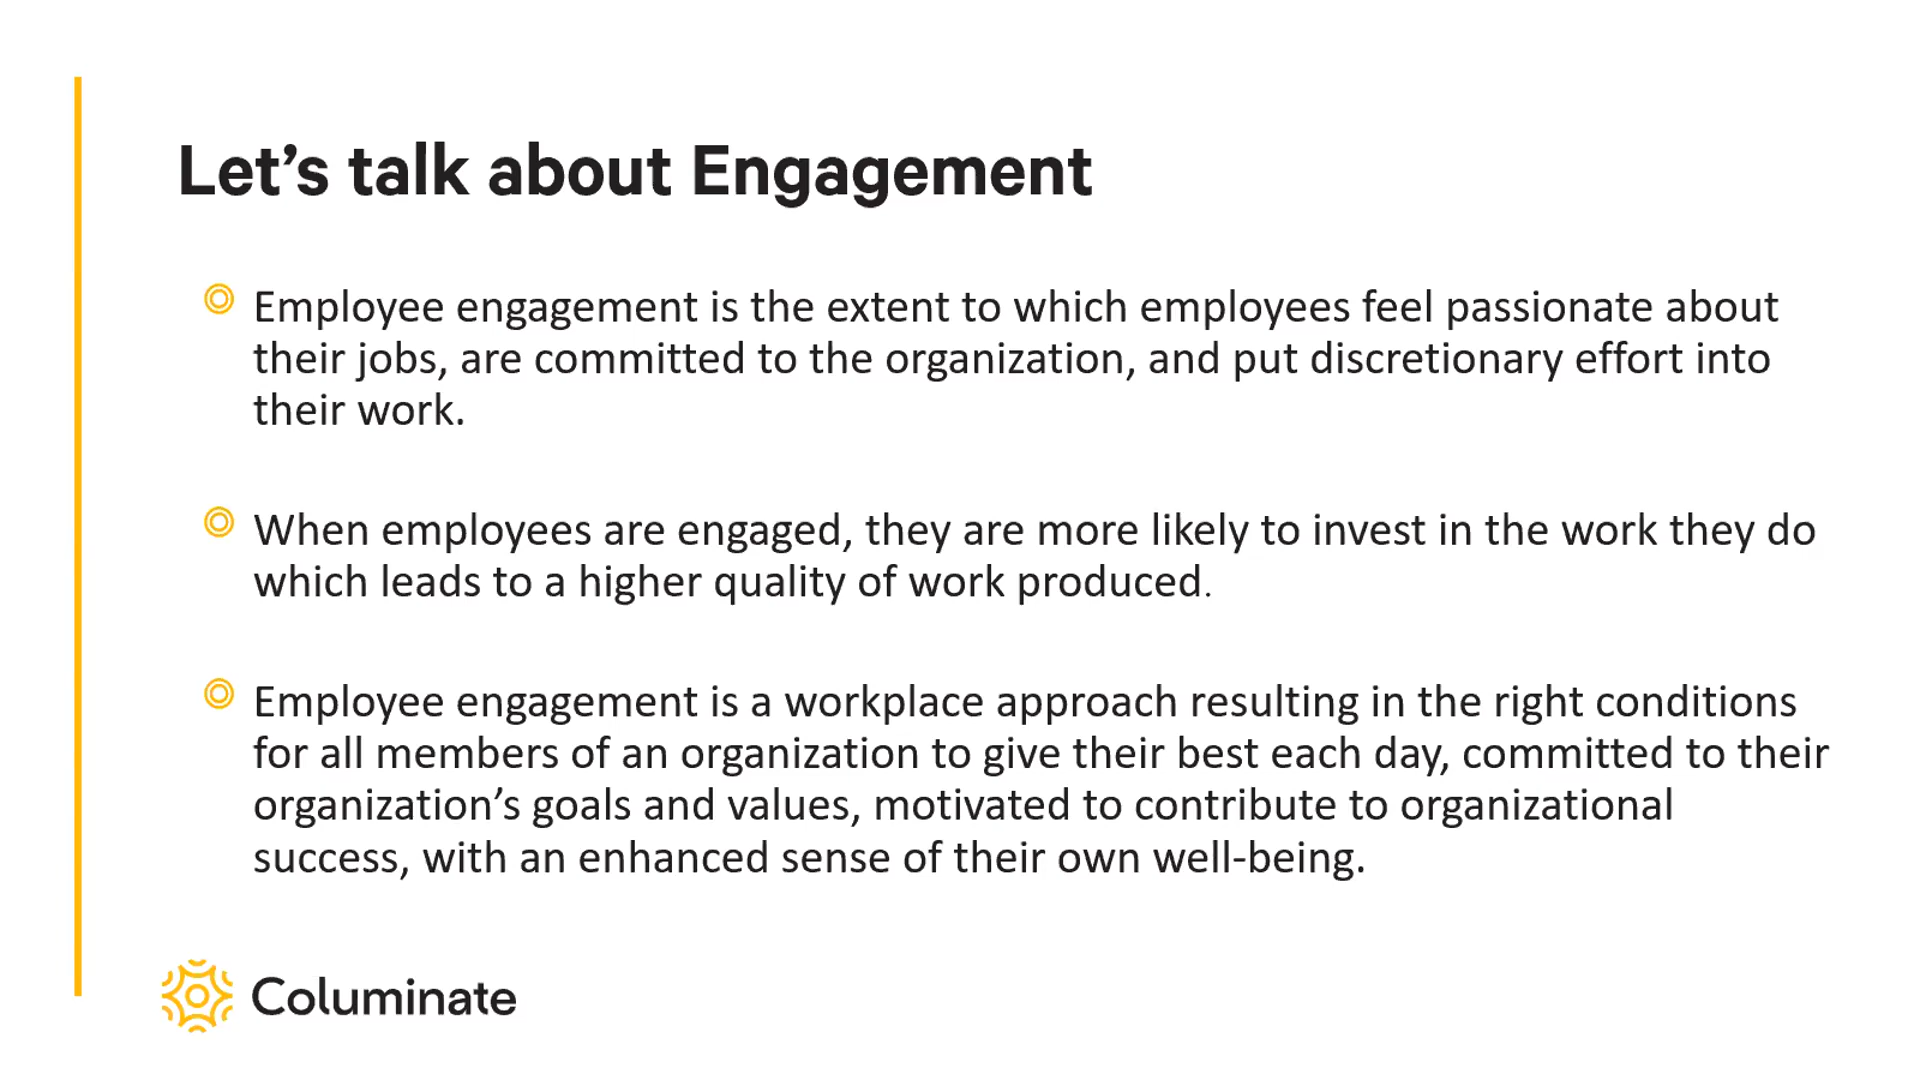 Let’s talk about Engagement
Employee engagement is the extent to which employees feel passionate about
their jobs, are committed to the organization, and put discretionary effort into
their work.
When employees are engaged, they are more likely to invest in the work they do
which leads to a higher quality of work produced.
Employee engagement is a workplace approach resulting in the right conditions
for all members of an organization to give their best each day, committed to their
organization’s goals and values, motivated to contribute to organizational
success, with an enhanced sense of their own well-being.
Columinate